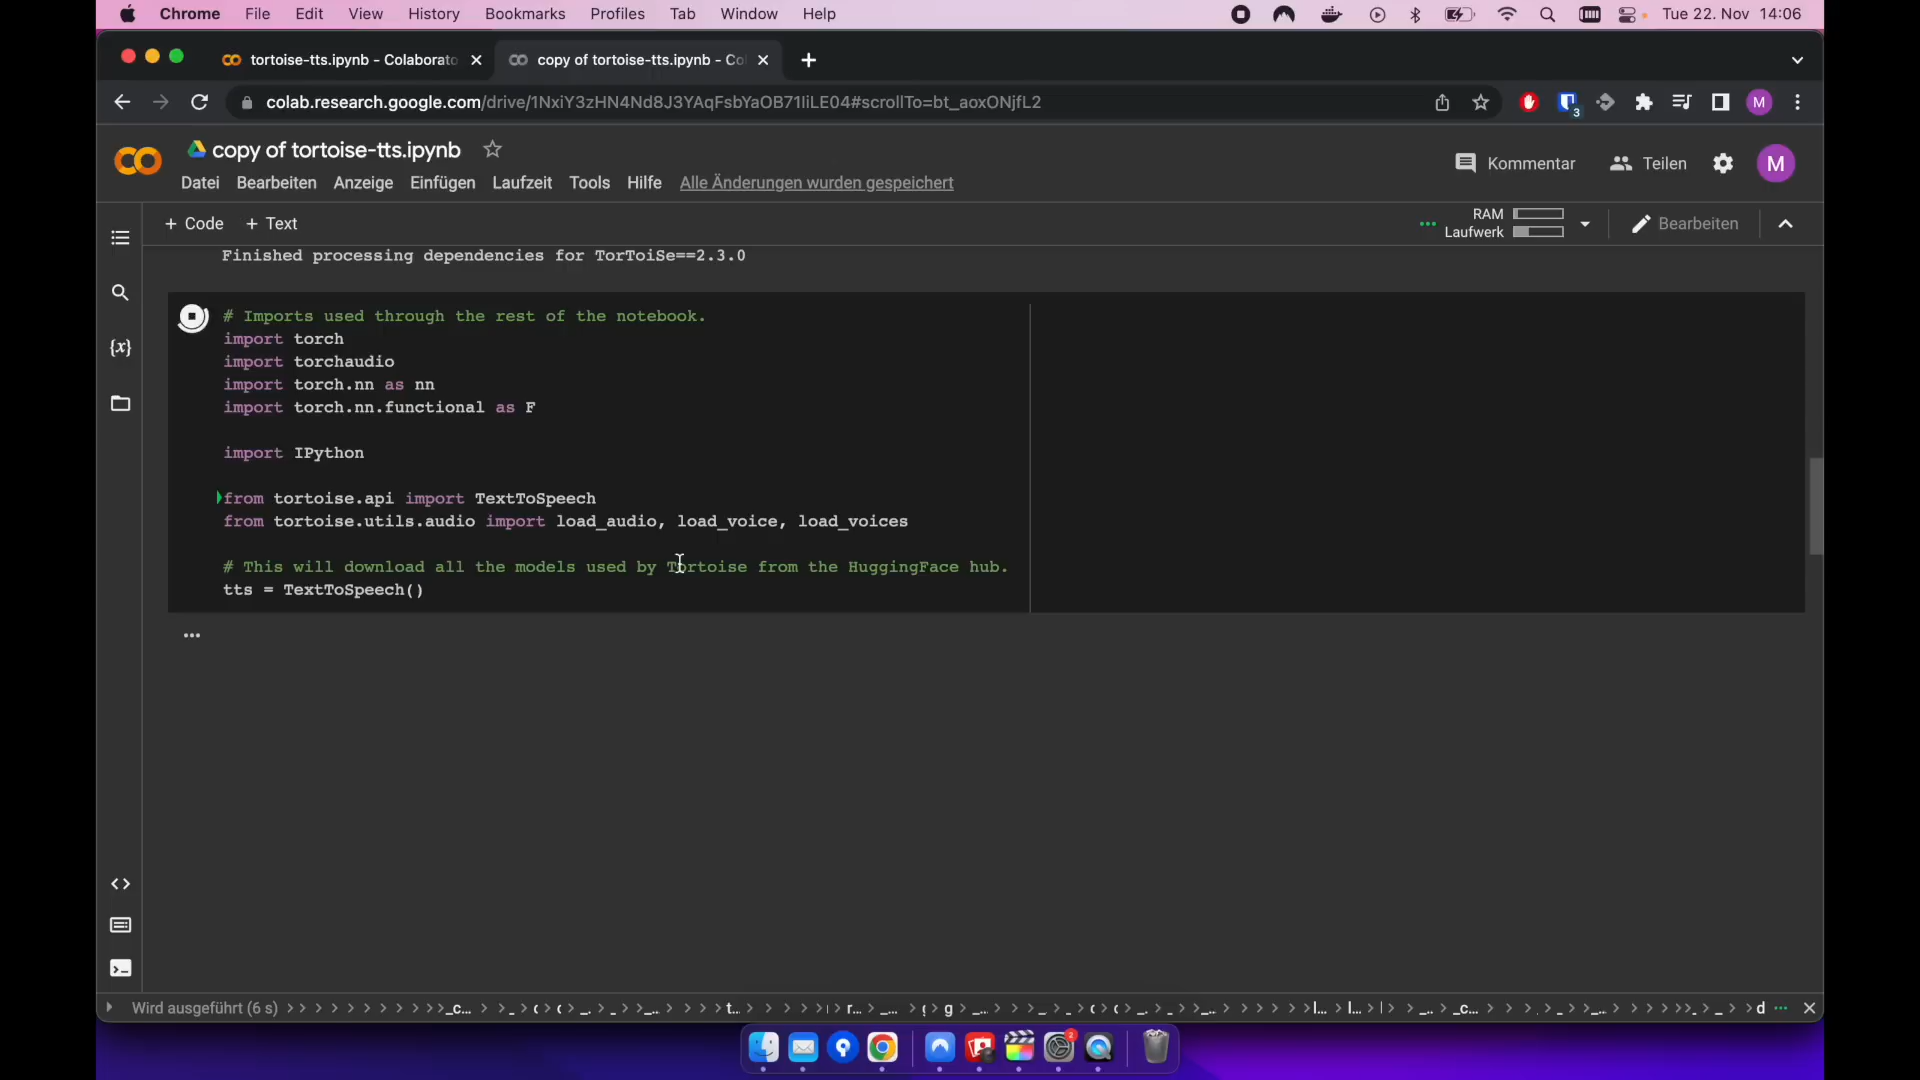 Chrome File Edit View History Bookmarks Profiles Tab Window Help Tue 22. Nov 14:06
tortoise-tts.ipynb - Colaborato copy of tortoise-tts.ipynb - Co
colab.research.google.com/drive/1NxiY3zHN4Nd8J3YAqFsbYaOB71IiLE04#scrollTo=bt_aoxONjfL2 3 M
copy of tortoise-tts.ipynb
Kommentar Teilen M
Datei Bearbeiten Anzeige Einfügen Laufzeit Tools Hilfe Alle Änderungen wurden gespeichert
+ Code + Text RAM Laufwerk Bearbeiten
Finished processing dependencies for TorToiSe==2.3.0
# Imports used through the rest of the notebook.
import torch
import torchaudio
import torch.nn as nn
import torch.nn.functional as F
import IPython
from tortoise.api import TextToSpeech
from tortoise.utils.audio import load_audio, load_voice, load_voices
# This will download all the models used by Tortoise from the HuggingFace hub.
tts = TextToSpeech()
Wird ausgeführt (6 s)
2